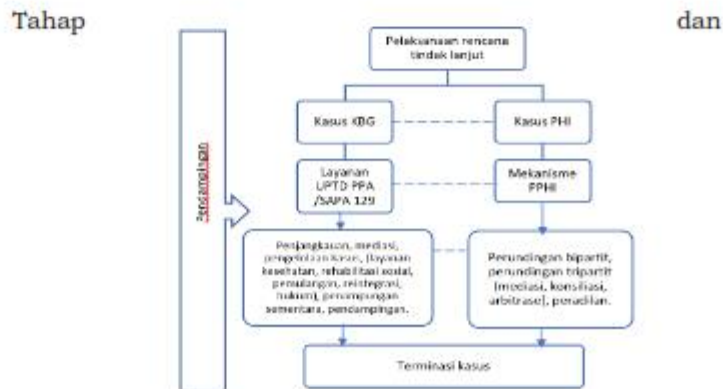 Tahap dan
Pelaksanaan rencana
tindak lanjut
Kasus KBG
Kasus PHI
Pendampingan
Layanan
UPTD PPA
/SAPA 129
Mekanisme
PPHI
Penjangkauan, mediasi,
pengelolaan kasus, (layanan
kesehatan, rehabilitasi sosial,
pemulangan, reintegrasi,
hukum), penampungan
sementara, pendampingan.
Perundingan bipartit,
perundingan tripartit
(mediasi, konsiliasi,
arbitrase), peradilan.
Terminasi kasus